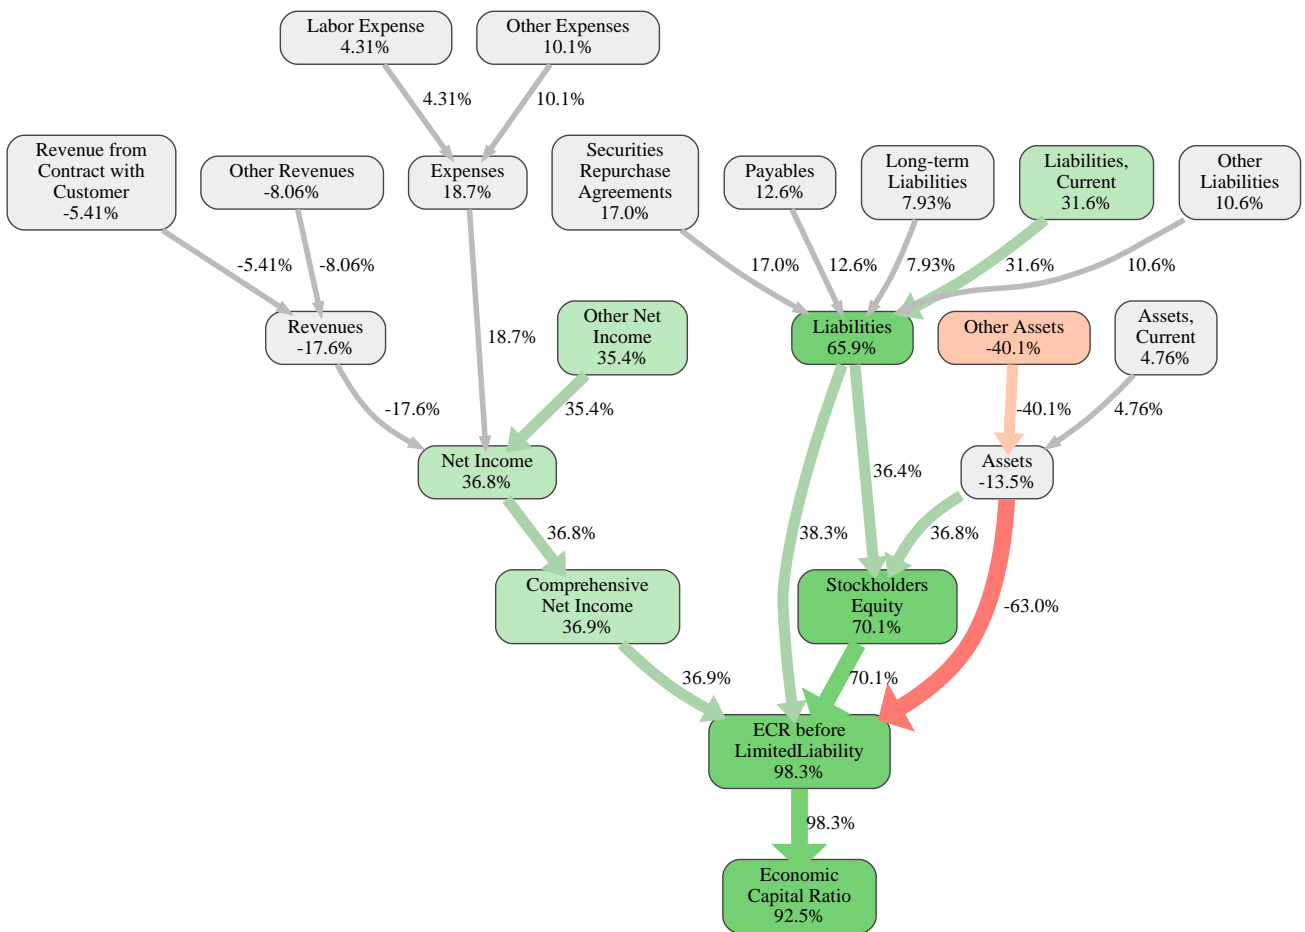 Labor Expense
4.31%
Other Expenses
10.1%
4.31%
10.1%
Revenue from
Contract with
Customer
-5.41%
Other Revenues
-8.06%
Expenses
18.7%
Securities
Repurchase
Agreements
17.0%
Payables
12.6%
Long-term
Liabilities
7.93%
Liabilities,
Current
31.6%
Other
Liabilities
10.6%
-5.41%
-8.06%
17.0%
12.6%
7.93%
31.6%
10.6%
Revenues
-17.6%
18.7%
Other Net
Income
35.4%
Liabilities
65.9%
Other Assets
-40.1%
Assets,
Current
4.76%
-17.6%
35.4%
-40.1%
4.76%
Net Income
36.8%
36.4%
Assets
-13.5%
36.8%
38.3%
36.8%
Comprehensive
Net Income
36.9%
Stockholders
Equity
70.1%
-63.0%
36.9%
70.1%
ECR before
LimitedLiability
98.3%
98.3%
Economic
Capital Ratio
92.5%